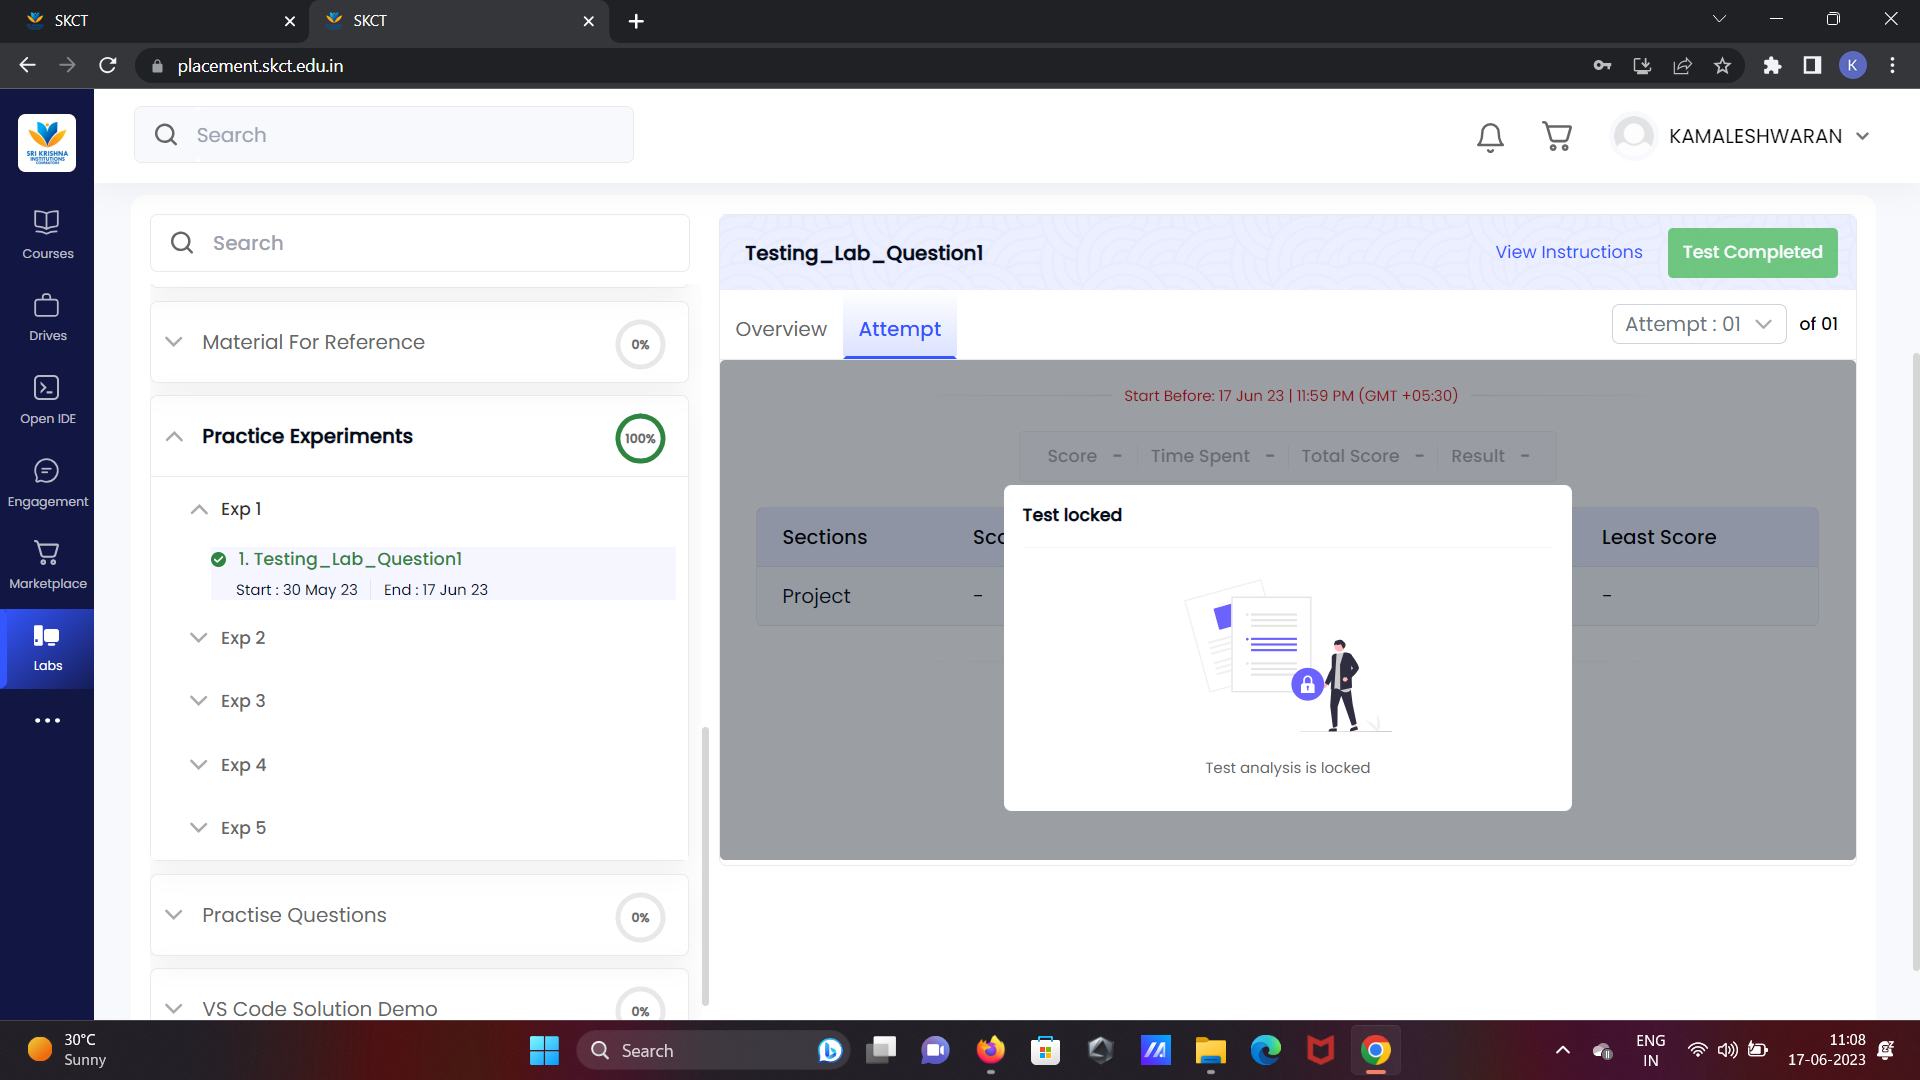 SKCT
SKCT
placement.skct.edu.in
K
SRI KRISHNA
INSTITUTIONS
Search
KAMALESHWARAN
Courses
Drives
Open IDE
Engagement
Marketplace
Labs
Search
Material For Reference
0%
Practice Experiments
100%
Exp 1
1. Testing_Lab_Question1
Start : 30 May 23 End : 17 Jun 23
Exp 2
Exp 3
Exp 4
Exp 5
Practise Questions
0%
VS Code Solution Demo
0%
Testing_Lab_Question1
View Instructions
Test Completed
Overview
Attempt
Attempt : 01
of 01
Start Before: 17 Jun 23 | 11:59 PM (GMT +05:30)
Score - Time Spent - Total Score - Result -
Sections Sco Least Score
Project - -
Test locked
Test analysis is locked
30°C
Sunny
Search
ENG
IN
11:08
17-06-2023